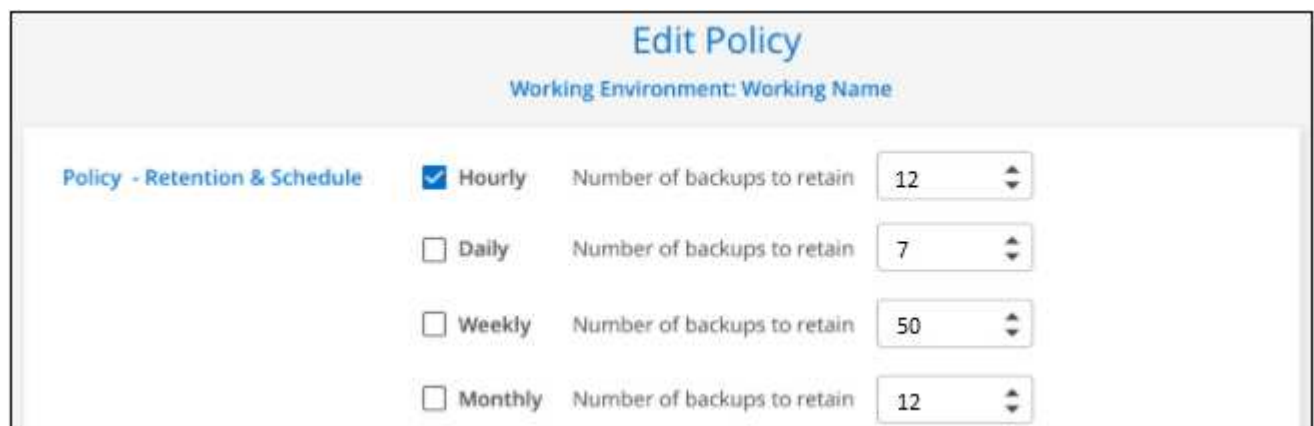 Edit Policy
Working Environment: Working Name
Policy - Retention & Schedule Hourly Number of backups to retain 12
Daily Number of backups to retain 7
Weekly Number of backups to retain 50
Monthly Number of backups to retain 12